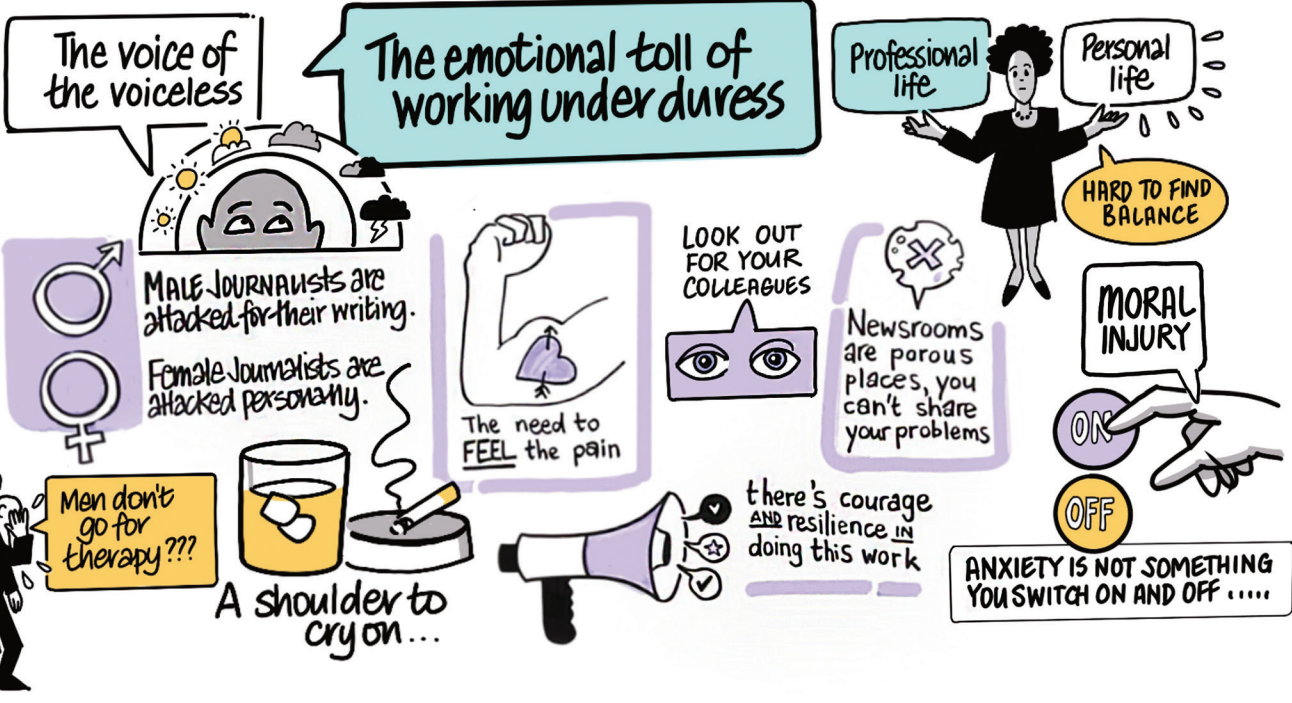 The voice of
the voiceless
The emotional toll of
working under duress
Professional
life
Personal
life
HARD TO FIND
BALANCE
MALE JOURNALISTS are
attacked for their writing.
Female Journalists are
attacked personally.
The need to
FEEL the pain
LOOK OUT
FOR YOUR
COLLEAGUES
Newsrooms
are porous
places, you
can't share
your problems
MORAL
INJURY
ON
OFF
ANXIETY IS NOT SOMETHING
YOU SWITCH ON AND OFF .....
Men don't
go for
therapy???
A shoulder to
cry on...
there's courage
AND resilience IN
doing this work